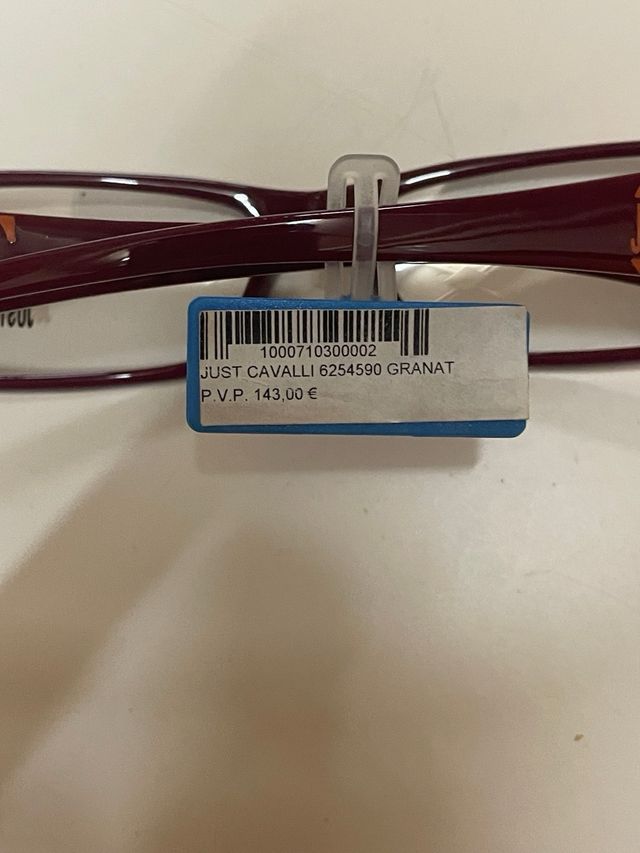 1000710300002
JUST CAVALLI 6254590 GRANAT
P.V.P. 143,00 €